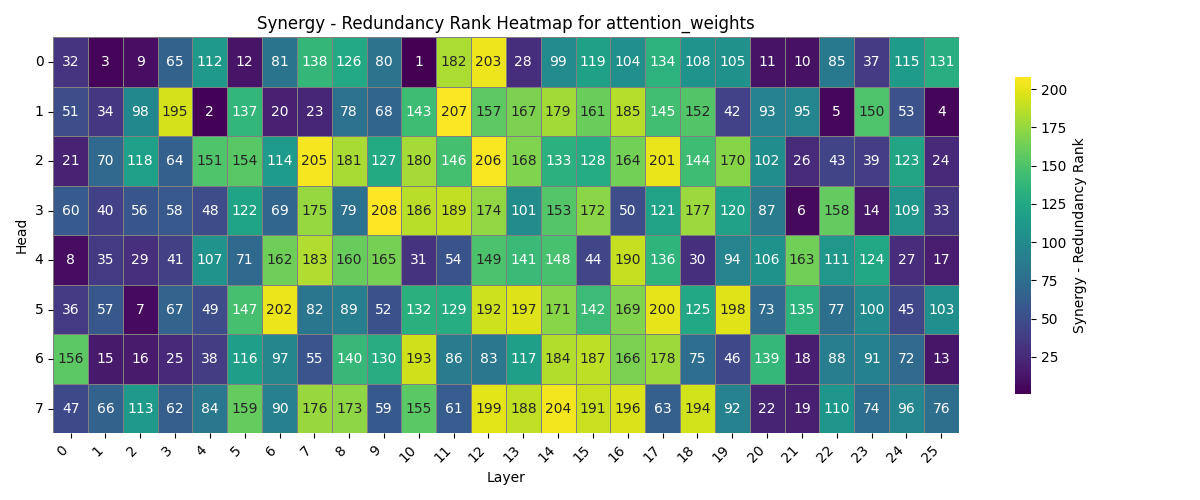 Synergy - Redundancy Rank Heatmap for attention_weights
Head
0 32 3 9 65 112 12 81 138 126 80 1 182 203 28 99 119 104 134 108 105 11 10 85 37 115 131
1 51 34 98 195 2 137 20 23 78 68 143 207 157 167 179 161 185 145 152 42 93 95 5 150 53 4
2 21 70 118 64 151 154 114 205 181 127 180 146 206 168 133 128 164 201 144 170 102 26 43 39 123 24
3 60 40 56 58 48 122 69 175 79 208 186 189 174 101 153 172 50 121 177 120 87 6 158 14 109 33
4 8 35 29 41 107 71 162 183 160 165 31 54 149 141 148 44 190 136 30 94 106 163 111 124 27 17
5 36 57 7 67 49 147 202 82 89 52 132 129 192 197 171 142 169 200 125 198 73 135 77 100 45 103
6 156 15 16 25 38 116 97 55 140 130 193 86 83 117 184 187 166 178 75 46 139 18 88 91 72 13
7 47 66 113 62 84 159 90 176 173 59 155 61 199 188 204 191 196 63 194 92 22 19 110 74 96 76
0 1 2 3 4 5 6 7 8 9 10 11 12 13 14 15 16 17 18 19 20 21 22 23 24 25
Layer
200
175
150
125
100
75
50
25
Synergy - Redundancy Rank